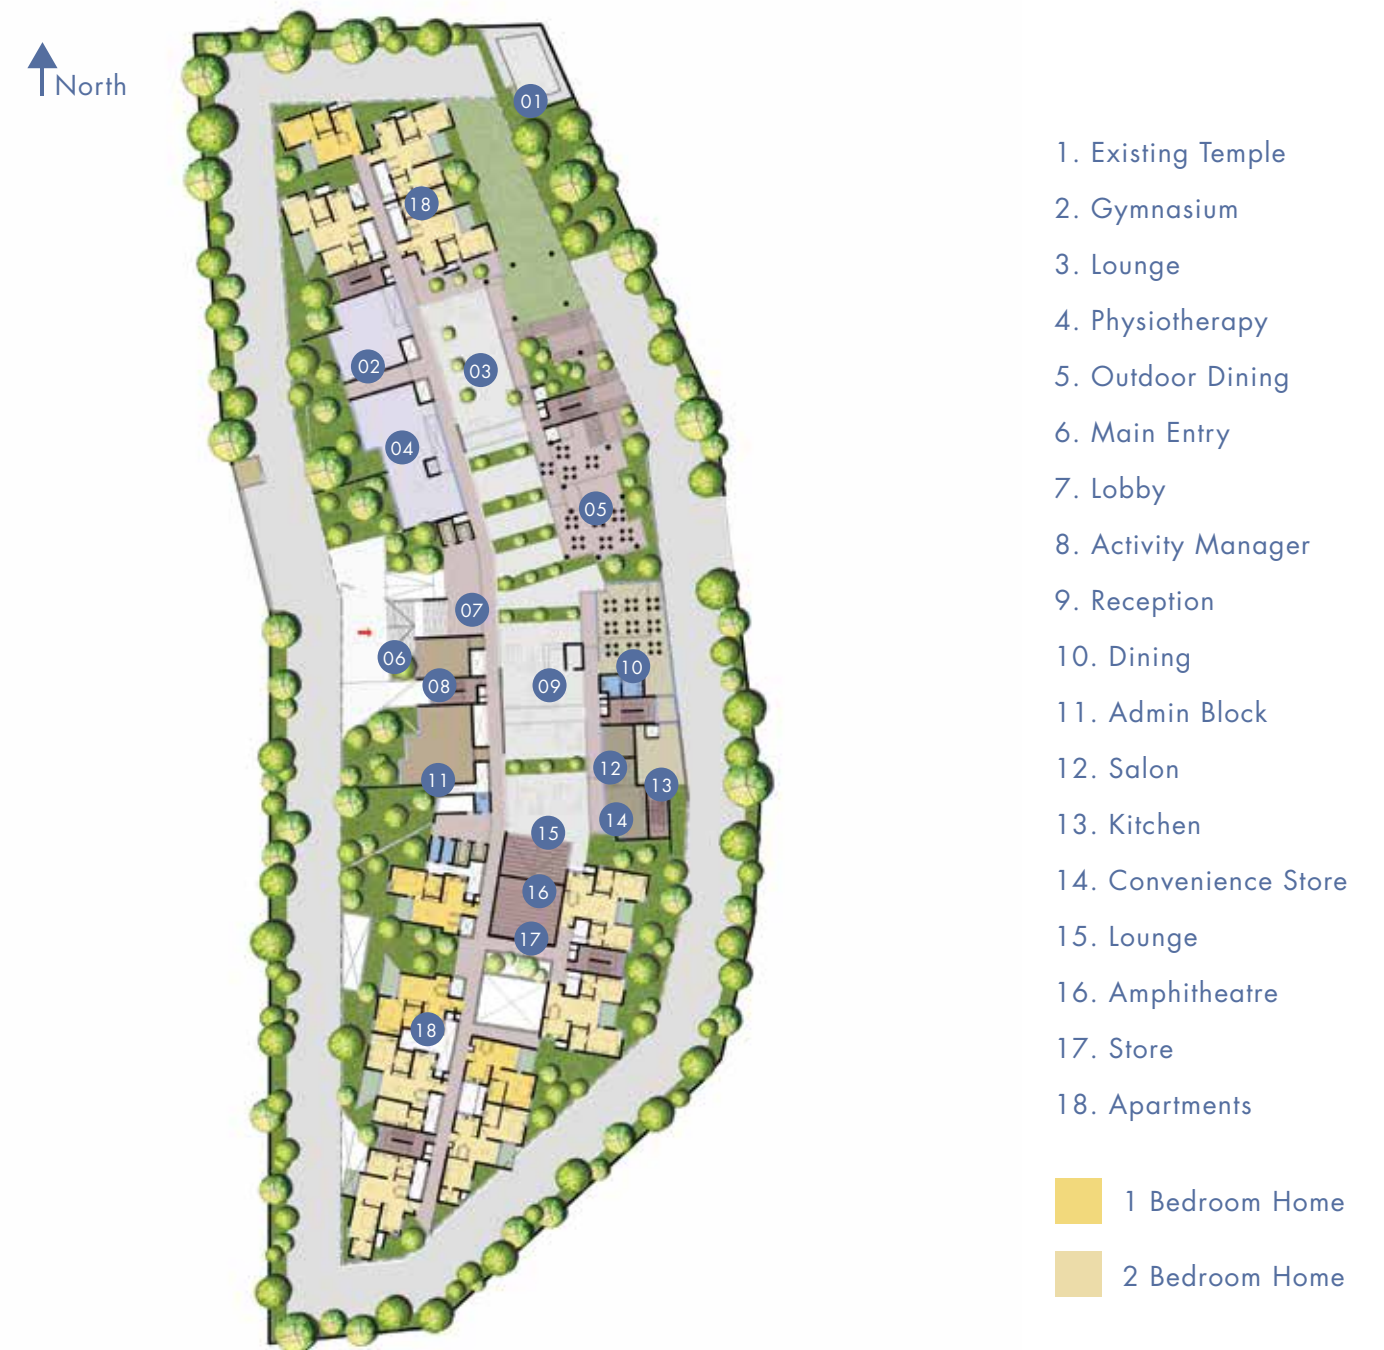 North
01
18
02
03
04
05
07
06
10
08
09
12
11
13
14
15
16
17
18
1. Existing Temple
2. Gymnasium
3. Lounge
4. Physiotherapy
5. Outdoor Dining
6. Main Entry
7. Lobby
8. Activity Manager
9. Reception
10. Dining
11. Admin Block
12. Salon
13. Kitchen
14. Convenience Store
15. Lounge
16. Amphitheatre
17. Store
18. Apartments
1 Bedroom Home
2 Bedroom Home